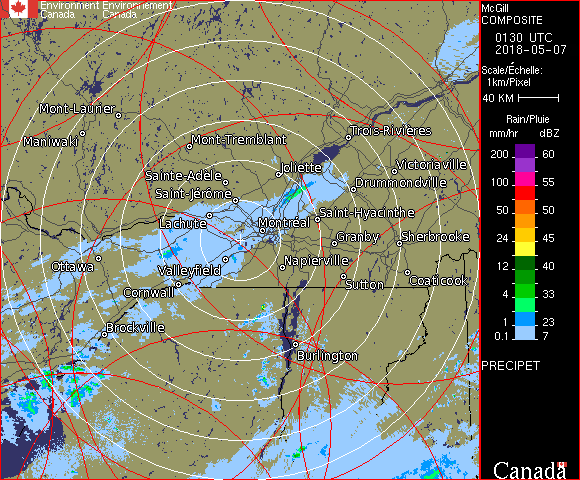 Environment Environnement
Canada Canada
McGill
COMPOSITE
0130 UTC
2018-05-07
Scale/Échelle:
1km/Pixel
40 KM
Rain/Pluie
mm/hr dBZ
200 60
100 55
50 50
24 45
12 40
4 33
1 23
0.1 7
PRECIPET
Mont-Laurier
Maniwaki
Mont-Tremblant
Trois-Rivières
Sainte-Adèle
Joliette
Victoriaville
Saint-Jérôme
Drummondville
Lachute
Montréal
Saint-Hyacinthe
Granby
Sherbrooke
Ottawa
Valleyfield
Napierville
Cornwall
Sutton
Coaticook
Brockville
Burlington
Canada